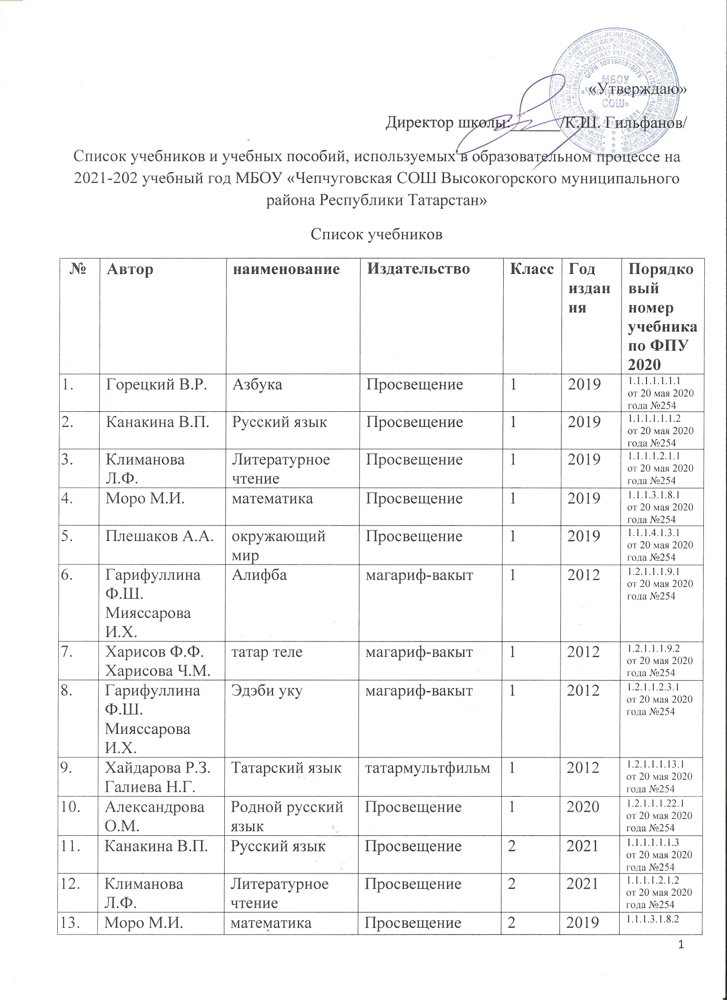 МБОУ
СОШ»
«Утверждаю»
Директор школы:______/К.Ш. Гильфанов/
Список учебников и учебных пособий, используемых в образовательном процессе на
2021-202 учебный год МБОУ «Чепчуговская СОШ Высокогорского муниципального
района Республики Татарстан»
Список учебников
№ Автор наименование Издательство Класс Год Порядко
издан вый
ия номер
учебника
по ФПУ
2020
1. Горецкий В.Р. Азбука Просвещение 1 2019 1.1.1.1.1.1.1
от 20 мая 2020
года №254
2. Канакина В.П. Русский язык Просвещение 1 2019 1.1.1.1.1.1.2
от 20 мая 2020
года №254
3. Климанова Литературное Просвещение 1 2019 1.1.1.1.2.1.1
Л.Ф. чтение от 20 мая 2020
года №254
4. Моро М.И. математика Просвещение 1 2019 1.1.1.3.1.8.1
от 20 мая 2020
года №254
5. Плешаков А.А. окружающий Просвещение 1 2019 1.1.1.4.1.3.1
мир от 20 мая 2020
года №254
6. Гарифуллина Алифба магариф-вакыт 1 2012 1.2.1.1.1.9.1
Ф.Ш. от 20 мая 2020
Мияссарова года №254
И.Х.
7. Харисов Ф.Ф. татар теле магариф-вакыт 1 2012 1.2.1.1.1.9.2
Харисова Ч.М. от 20 мая 2020
года №254
8. Гарифуллина Эдэби уку магариф-вакыт 1 2012 1.2.1.1.2.3.1
Ф.Ш. от 20 мая 2020
Мияссарова года №254
И.Х.
9. Хайдарова Р.З. Татарский язык татармультфильм 1 2012 1.2.1.1.1.13.1
Галиева Н.Г. от 20 мая 2020
года №254
10. Александрова Родной русский Просвещение 1 2020 1.2.1.1.1.22.1
О.М. язык от 20 мая 2020
года №254
11. Канакина В.П. Русский язык Просвещение 2 2021 1.1.1.1.1.1.3
от 20 мая 2020
года №254
12. Климанова Литературное Просвещение 2 2021 1.1.1.1.2.1.2
Л.Ф. чтение от 20 мая 2020
года №254
13. Моро М.И. математика Просвещение 2 2019 1.1.1.3.1.8.2
1